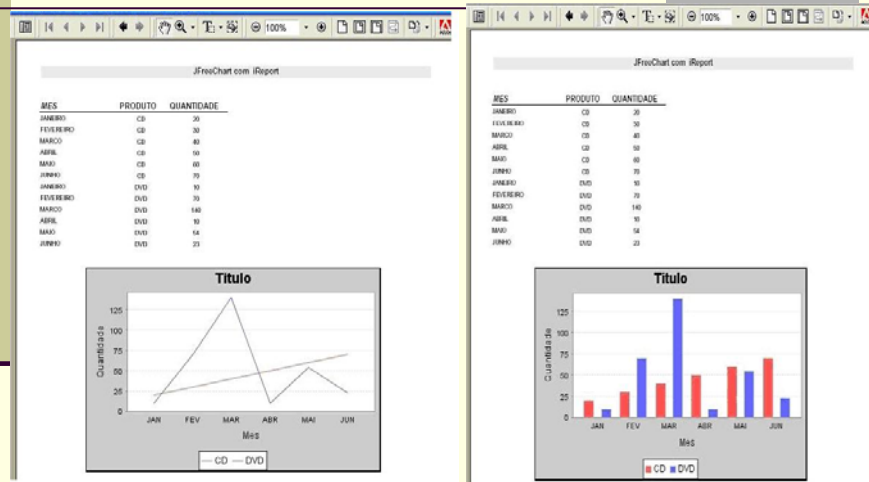 100%
JFreeChart com iReport
MES PRODUTO QUANTIDADE
JANEIRO CD 20
FEVEREIRO CD 30
MARCO CD 40
ABRIL CD 50
MAIO CD 60
JUNHO CD 70
JANEIRO DVD 10
FEVEREIRO DVD 70
MARCO DVD 140
ABRIL DVD 10
MAIO DVD 54
JUNHO DVD 23
Titulo
Quantidade
125
100
75
50
25
0
JAN FEV MAR ABR MAI JUN
Mes
CD DVD
100%
JFreeChart com iReport
MES PRODUTO QUANTIDADE
JANEIRO CD 20
FEVEREIRO CD 30
MARCO CD 40
ABRIL CD 50
MAIO CD 60
JUNHO CD 70
JANEIRO DVD 10
FEVEREIRO DVD 70
MARCO DVD 140
ABRIL DVD 10
MAIO DVD 54
JUNHO DVD 23
Titulo
Quantidade
125
100
75
50
25
0
JAN FEV MAR ABR MAI JUN
Mes
CD DVD